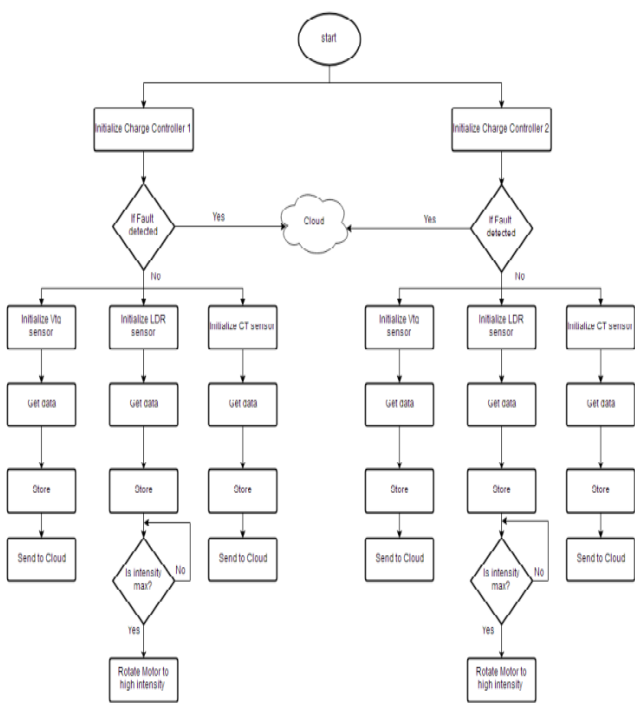 start
Initialize Charge Controller 1
Initialize Charge Controller 2
If Fault
detected
Yes
Cloud
Yes
If Fault
detected
No
No
Initialize Vtg
sensor
Initialize LDR
sensor
Initialize CT sensor
Initialize Vtg
sensor
Initialize LDR
sensor
Initialize CT sensor
Get data
Get data
Get data
Get data
Get data
Get data
Store
Store
Store
Store
Store
Store
Send to Cloud
Is intensity
max?
No
Send to Cloud
Send to Cloud
Is intensity
max?
No
Send to Cloud
Yes
Yes
Rotate Motor to
high intensity
Rotate Motor to
high intensity